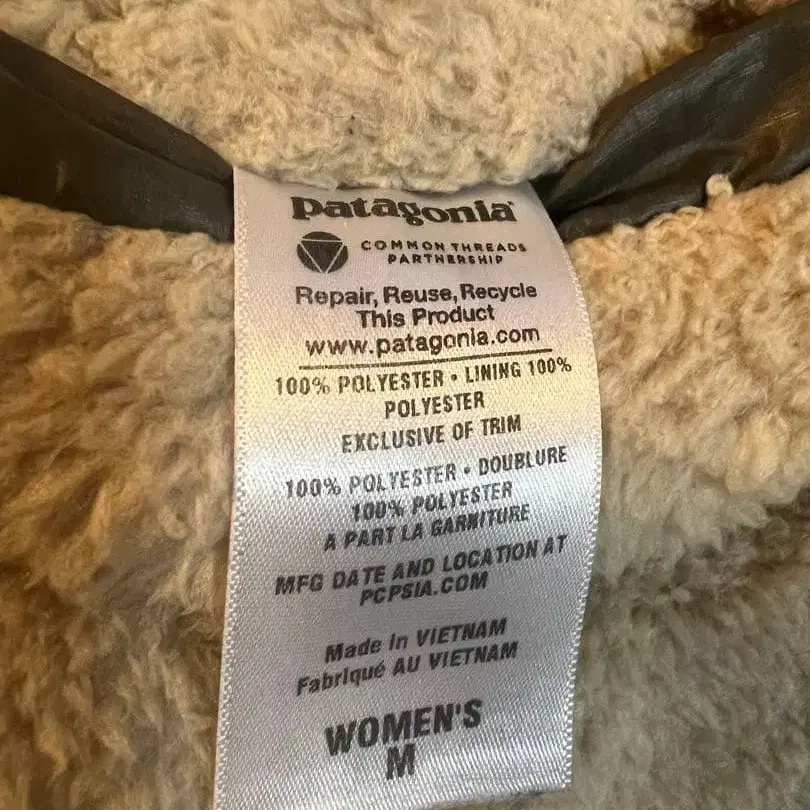 patagonia
COMMON THREADS
PARTNERSHIP
Repair, Reuse, Recycle
This Product
www.patagonia.com
100% POLYESTER • LINING 100%
POLYESTER
EXCLUSIVE OF TRIM
100% POLYESTER • DOUBLURE
100% POLYESTER
A PART LA GARNITURE
MFG DATE AND LOCATION AT
PCPSIA.COM
Made in VIETNAM
Fabriqué AU VIETNAM
WOMEN'S
M